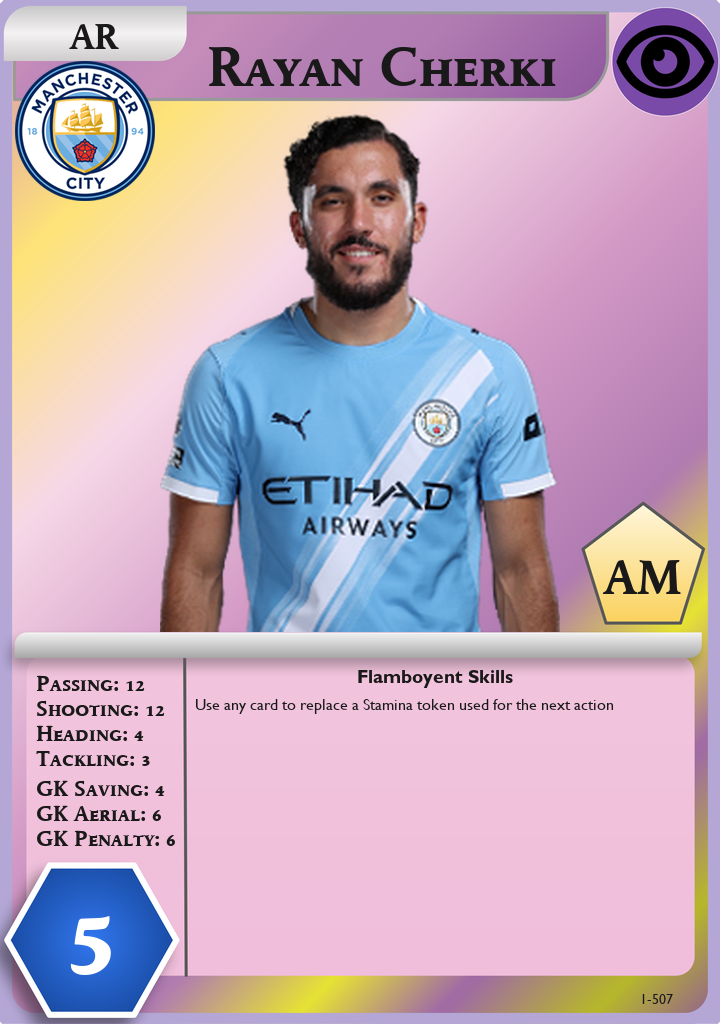 AR
Rayan Cherki
MANCHESTER
18 94
CITY
ETIHAD
AIRWAYS
AM
Flamboyent Skills
Use any card to replace a Stamina token used for the next action
Passing: 12
Shooting: 12
Heading: 4
Tackling: 3
GK Saving: 4
GK Aerial: 6
GK Penalty: 6
5
1-507